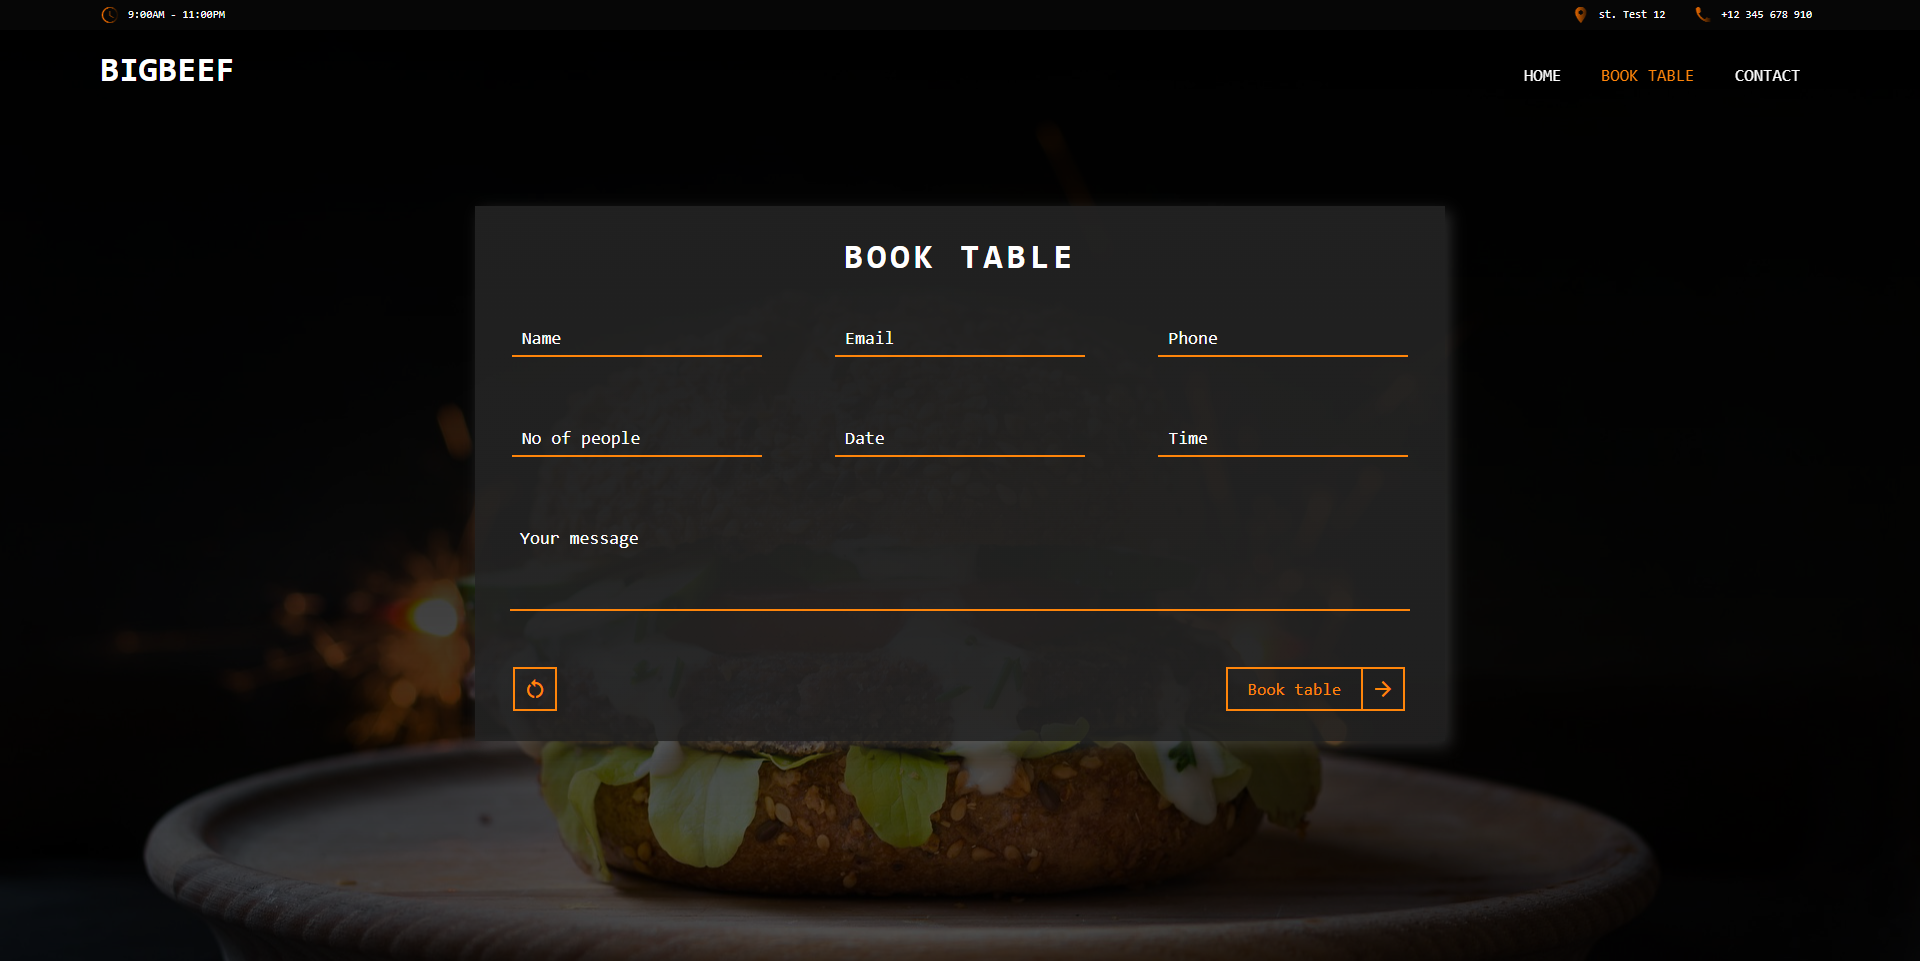 9:00AM - 11:00PM
st. Test 12
+12 345 678 910
BIGBEEF
HOME
BOOK TABLE
CONTACT
BOOK TABLE
Name
Email
Phone
No of people
Date
Time
Your message
Book table